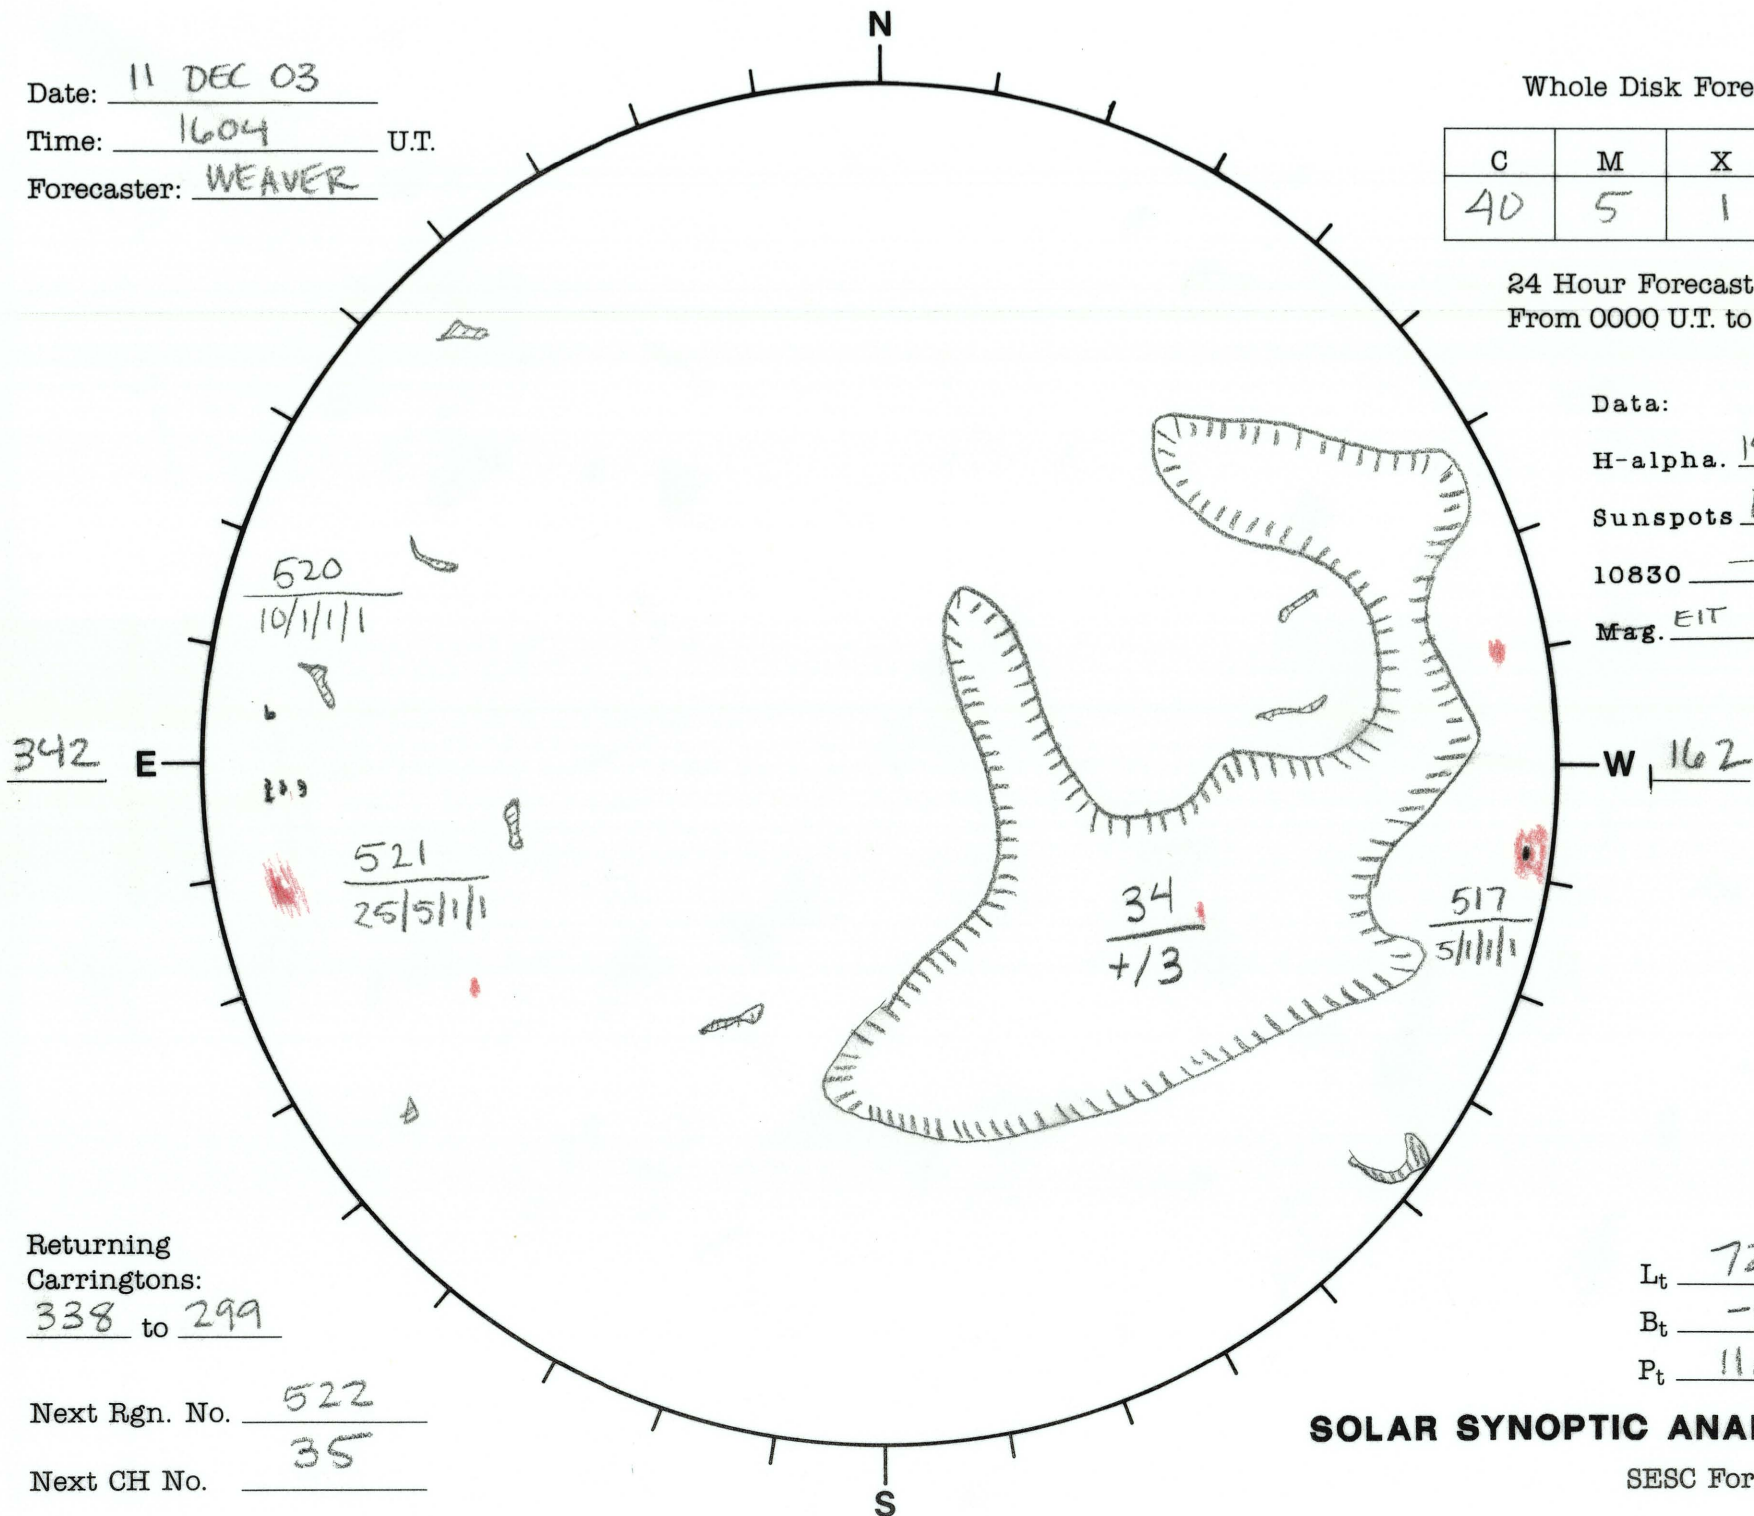 N
Date: 11 DEC 03
Time: 1604 U.T.
Forecaster: WEAVER
Whole Disk Fore
C M X
40 5 1
24 Hour Forecast
From 0000 U.T. to
Data:
H-alpha.
Sunspots
10830
Mag. EIT
520
10/1/1/1
342 E
W 162
521
25/5/1/1
34
+/3
517
5/1/1/1
Returning
Carringtons:
338 to 299
Next Rgn. No. 522
Next CH No. 35
Lt 72
Bt -
Pt 11
SOLAR SYNOPTIC ANA
SESC For
S